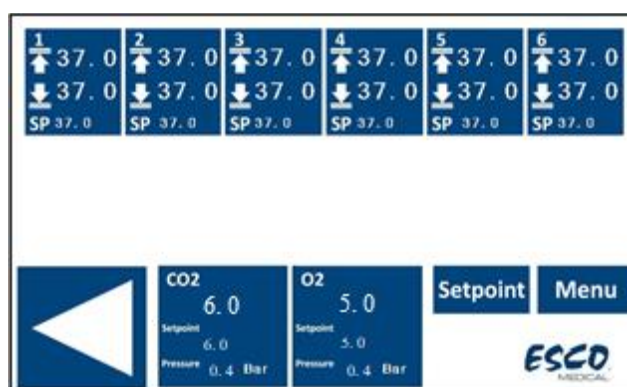 1 2 3 4 5 6
37.0 37.0 37.0 37.0 37.0 37.0
37.0 37.0 37.0 37.0 37.0 37.0
SP 37.0 SP 37.0 SP 37.0 SP 37.0 SP 37.0 SP 37.0
CO2
6.0
Setpoint
6.0
Pressure 0.4 Bar
O2
5.0
Setpoint
5.0
Pressure 0.4 Bar
Setpoint
Menu
ESCO
MEDICAL